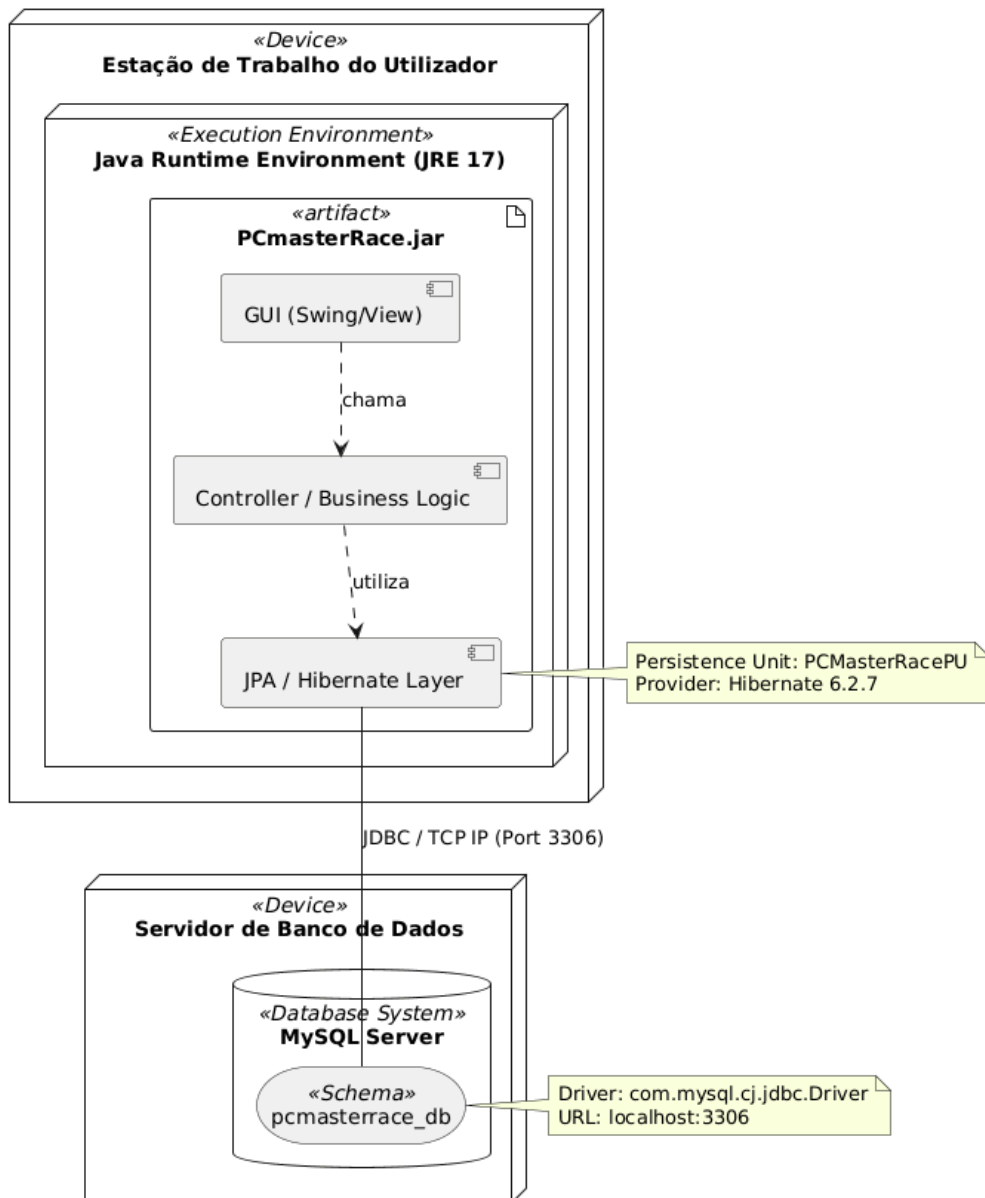 «Device»
Estação de Trabalho do Utilizador
«Execution Environment»
Java Runtime Environment (JRE 17)
«artifact»
PCmasterRace.jar
GUI (Swing/View)
chama
Controller / Business Logic
utiliza
JPA / Hibernate Layer
Persistence Unit: PCMasterRacePU
Provider: Hibernate 6.2.7
JDBC / TCP IP (Port 3306)
«Device»
Servidor de Banco de Dados
«Database System»
MySQL Server
«Schema»
pcmasterrace_db
Driver: com.mysql.cj.jdbc.Driver
URL: localhost:3306